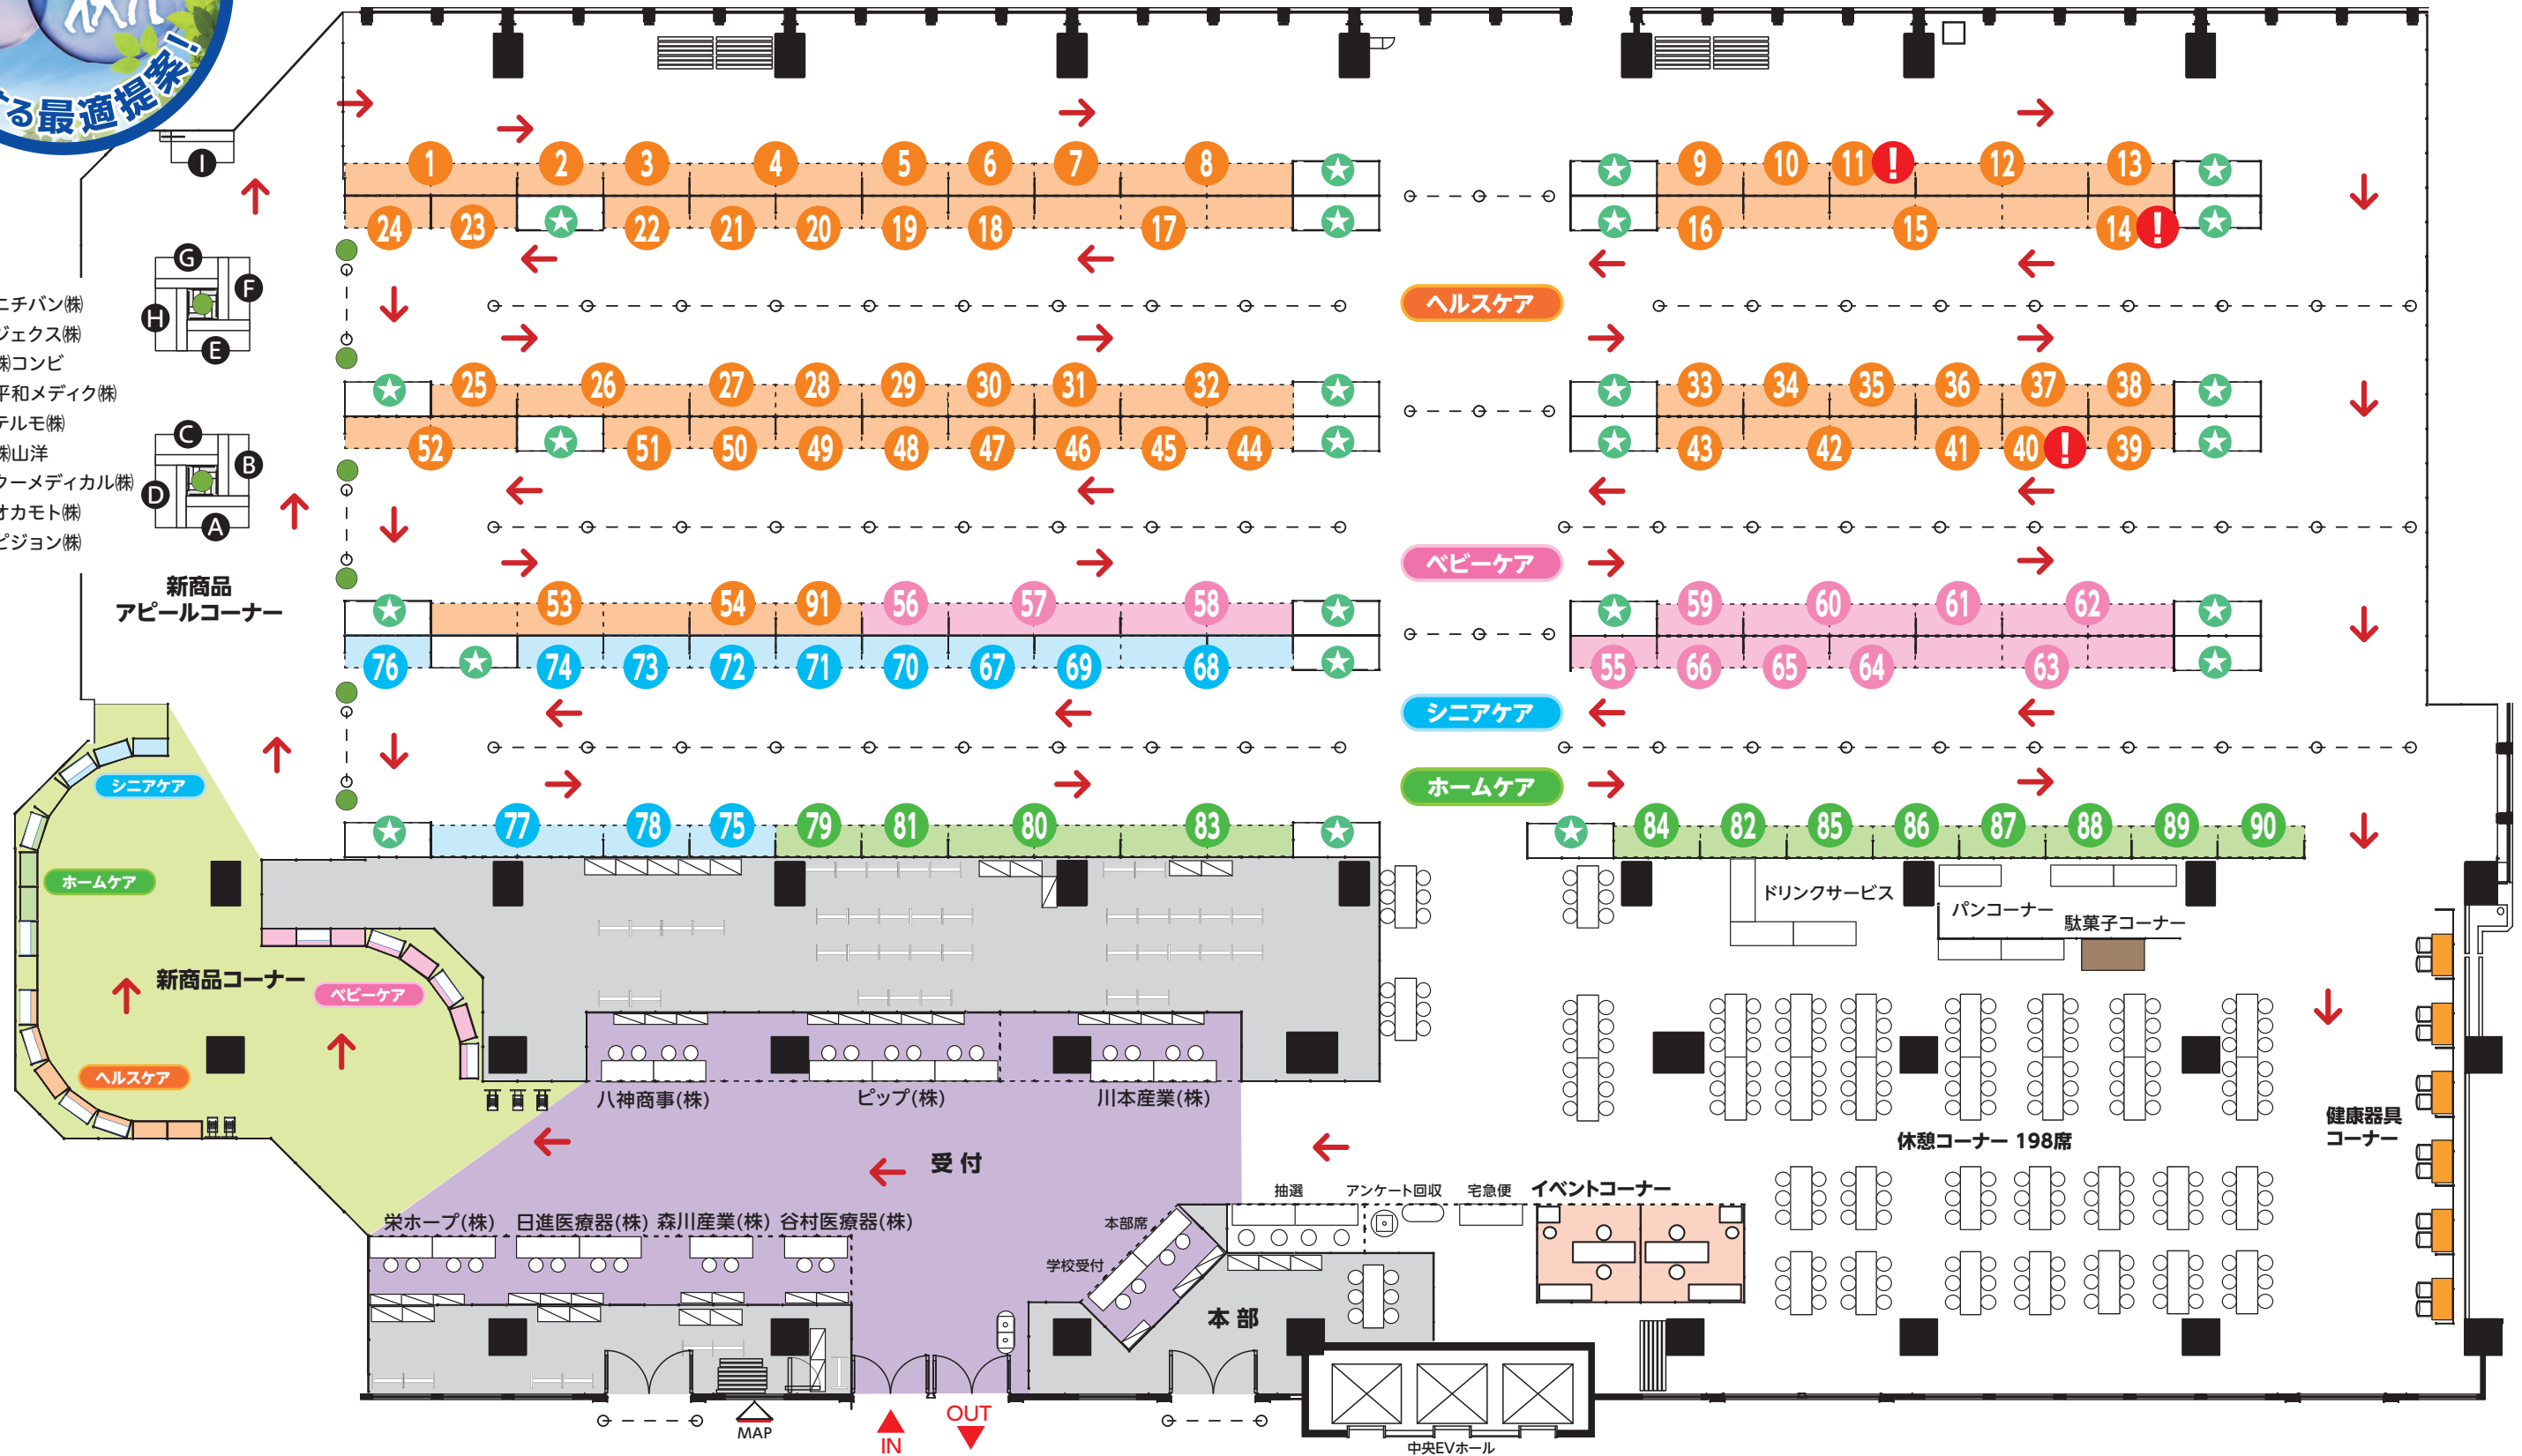 る最適提案!
I
1 2 3 4 5 6 7 8 9 10 11 ! 12 13
24 23 22 21 20 19 18 17 16 15 14 !
G
F
H
E
ヘルスケア
ニチバン㈱
ジェクス㈱
㈱コンビ
平和メディク㈱
テルモ㈱
㈱山洋
クーメディカル㈱
オカモト㈱
ピジョン㈱
C
B
D
A
25 26 27 28 29 30 31 32 33 34 35 36 37 38
52 51 50 49 48 47 46 45 44 43 42 41 40 ! 39
新商品
アピールコーナー
ベビーケア
53 54 91 56 57 58 59 60 61 62
76 74 73 72 71 70 67 69 68 55 66 65 64 63
シニアケア
ホームケア
77 78 75 79 81 80 83 84 82 85 86 87 88 89 90
シニアケア
ホームケア
新商品コーナー
ベビーケア
ヘルスケア
ドリンクサービス
パンコーナー
駄菓子コーナー
八神商事(株) ピップ(株) 川本産業(株)
受付
休憩コーナー 198席
健康器具
コーナー
栄ホープ(株) 日進医療器(株) 森川産業(株) 谷村医療器(株)
本部席
学校受付
抽選 アンケート回収 宅急便 イベントコーナー
本部
MAP
IN
OUT
中央EVホール